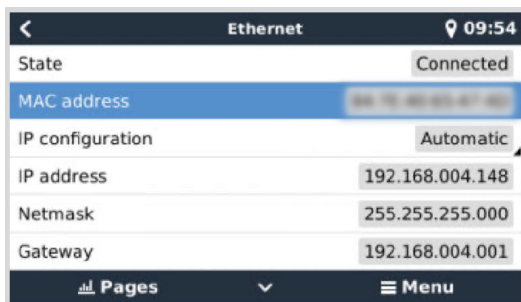 Ethernet 09:54
State Connected
MAC address
IP configuration Automatic
IP address 192.168.004.148
Netmask 255.255.255.000
Gateway 192.168.004.001
Pages Menu